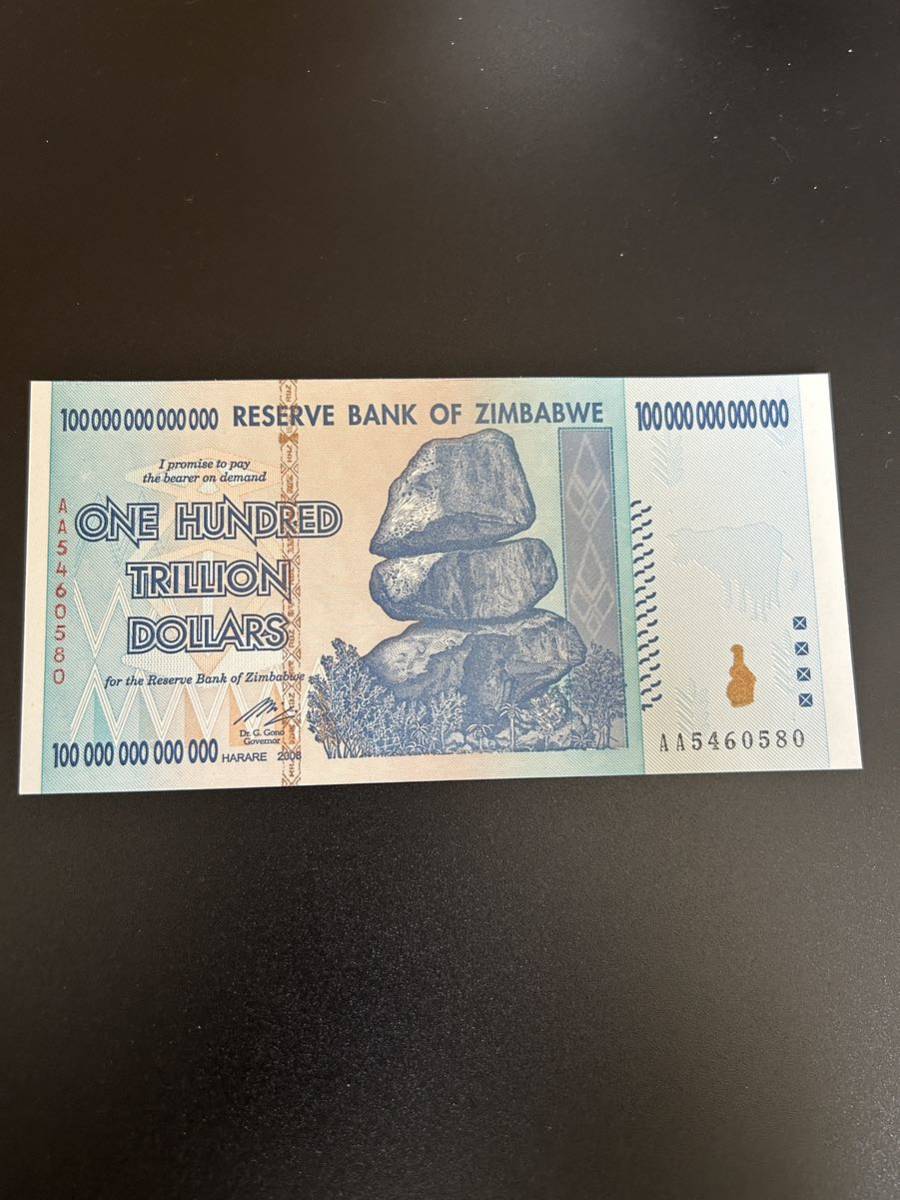 100 000 000 000 000
RESERVE BANK OF ZIMBABWE
100 000 000 000 000
I promise to pay
the bearer on demand
ONE HUNDRED
TRILLION
DOLLARS
for the Reserve Bank of Zimbabwe
Dr. G. Gono
Governor
100 000 000 000 000
HARARE 2008
AA5460580
AA5460580